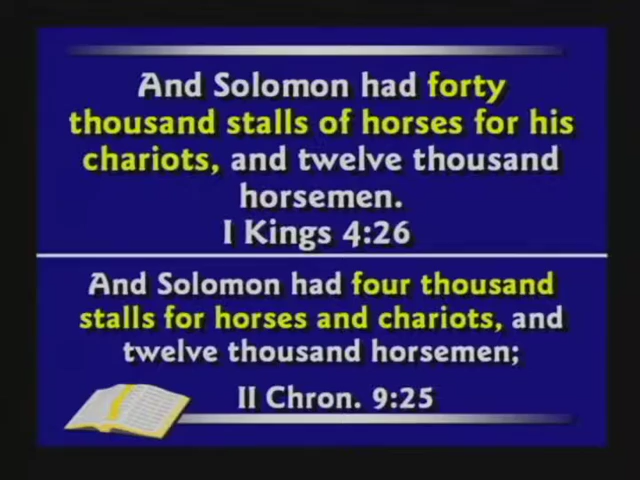 And Solomon had forty
thousand stalls of horses for his
chariots, and twelve thousand
horsemen.
I Kings 4:26
And Solomon had four thousand
stalls for horses and chariots, and
twelve thousand horsemen;
II Chron. 9:25